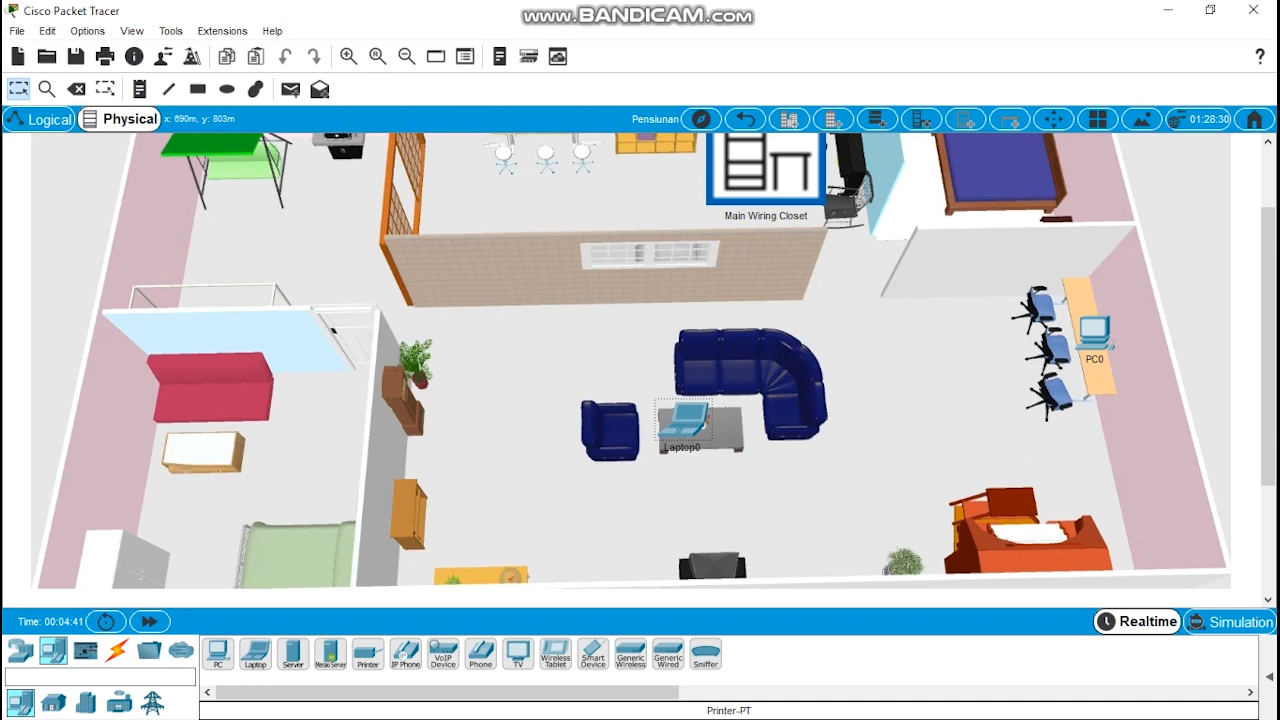 Cisco Packet Tracer
www.BANDICAM.com
File Edit Options View Tools Extensions Help
Logical
Physical
x: 690m, y: 803m
Pensiunan
01:28:30
Main Wiring Closet
PC0
Laptop0
Time: 00:04:41
Realtime
Simulation
PC
Laptop
Server
Meraki Server
Printer
IP Phone
VoIP Device
Phone
TV
Wireless Tablet
Smart Device
Generic Wireless
Generic Wired
Sniffer
Printer-PT